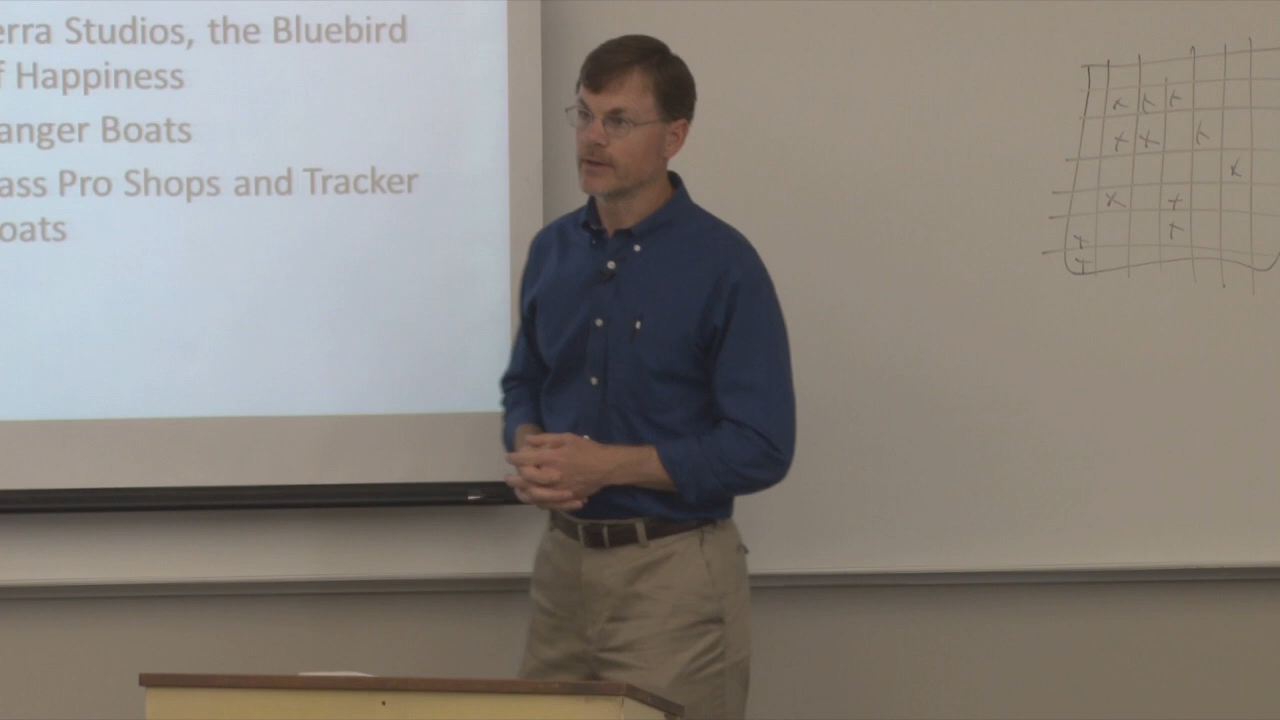 erra Studios, the Bluebird
f Happiness
anger Boats
ass Pro Shops and Tracker
oats